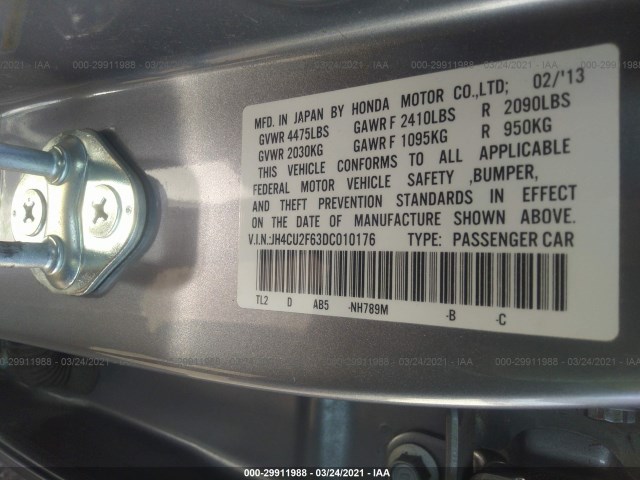 000-29911988 - 03/24/2021 - IAA
MFD. IN JAPAN BY HONDA MOTOR CO.,LTD; 02/'13
GVWR 4475LBS GAWR F 2410LBS R 2090LBS
GVWR 2030KG GAWR F 1095KG R 950KG
THIS VEHICLE CONFORMS TO ALL APPLICABLE
FEDERAL MOTOR VEHICLE SAFETY ,BUMPER,
AND THEFT PREVENTION STANDARDS IN EFFECT
ON THE DATE OF MANUFACTURE SHOWN ABOVE.
V.I.N.:JH4CU2F63DC010176 TYPE: PASSENGER CAR
TL2 D AB5 -NH789M -B -C
000-29911988 - 03/24/2021 - IAA